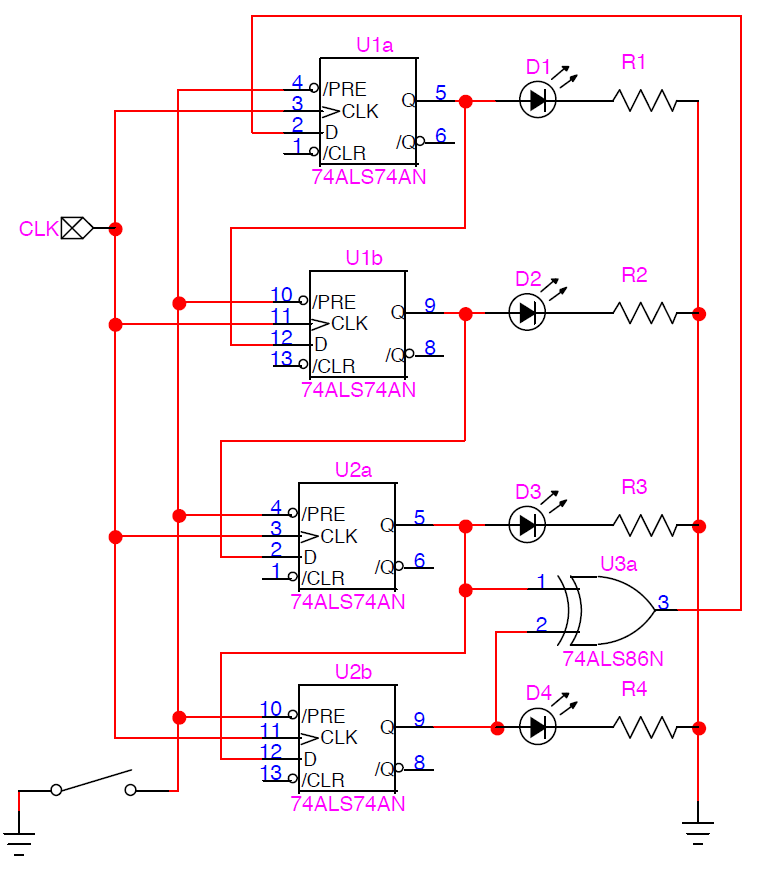 U1a
4 /PRE
3 CLK
2 D
1 /CLR
Q 5
/Q 6
74ALS74AN
D1
R1
CLK
U1b
10 /PRE
11 CLK
12 D
13 /CLR
Q 9
/Q 8
74ALS74AN
D2
R2
U2a
4 /PRE
3 CLK
2 D
1 /CLR
Q 5
/Q 6
74ALS74AN
D3
R3
U3a
1
2
3
74ALS86N
U2b
10 /PRE
11 CLK
12 D
13 /CLR
Q 9
/Q 8
74ALS74AN
D4
R4